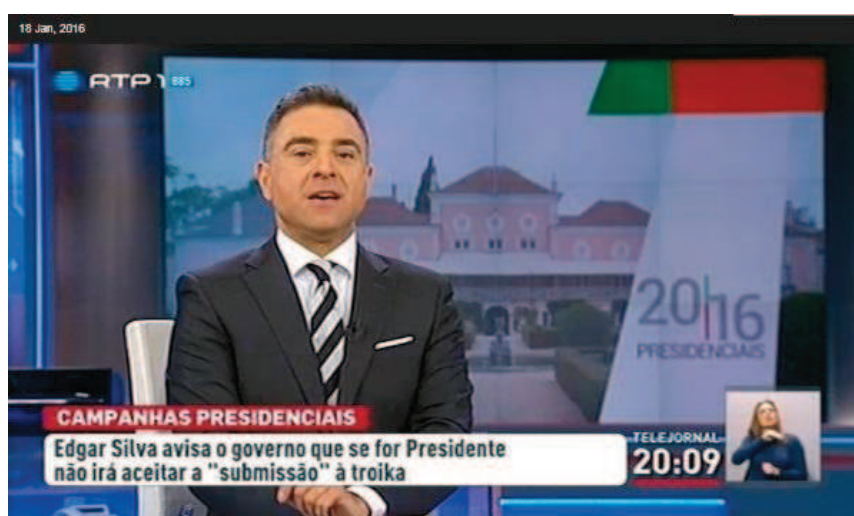 18 Jan, 2016
RTP 1
885
2016
PRESIDENCIAIS
CAMPANHAS PRESIDENCIAIS
Edgar Silva avisa o governo que se for Presidente
não irá aceitar a "submissão" à troika
TELEJORNAL
20:09